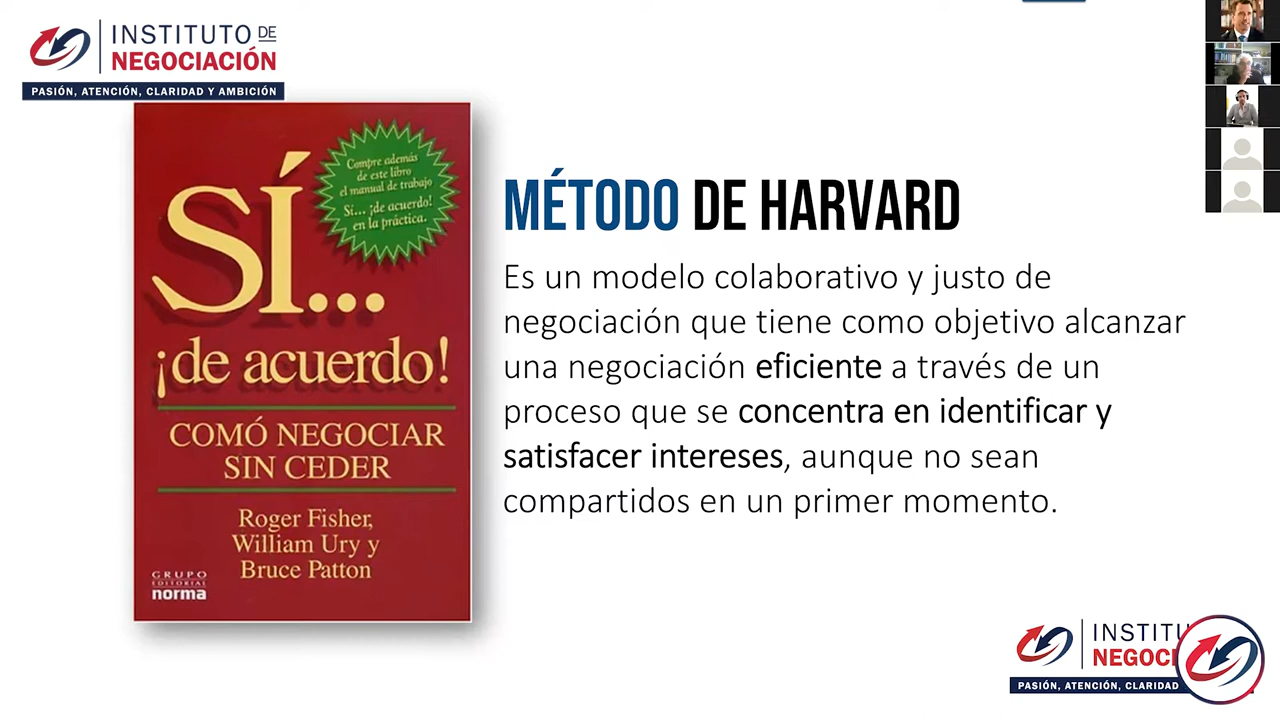 INSTITUTO DE
NEGOCIACIÓN
PASIÓN, ATENCIÓN, CLARIDAD Y AMBICIÓN
SÍ...
¡de acuerdo!
Compre además
de este libro
el manual de trabajo
Sí... ¡de acuerdo!
en la práctica.
COMÓ NEGOCIAR
SIN CEDER
Roger Fisher,
William Ury y
Bruce Patton
GRUPO
EDITORIAL
norma
MÉTODO DE HARVARD
Es un modelo colaborativo y justo de
negociación que tiene como objetivo alcanzar
una negociación eficiente a través de un
proceso que se concentra en identificar y
satisfacer intereses, aunque no sean
compartidos en un primer momento.
INSTITU
NEGOCI
PASIÓN, ATENCIÓN, CLARIDAD